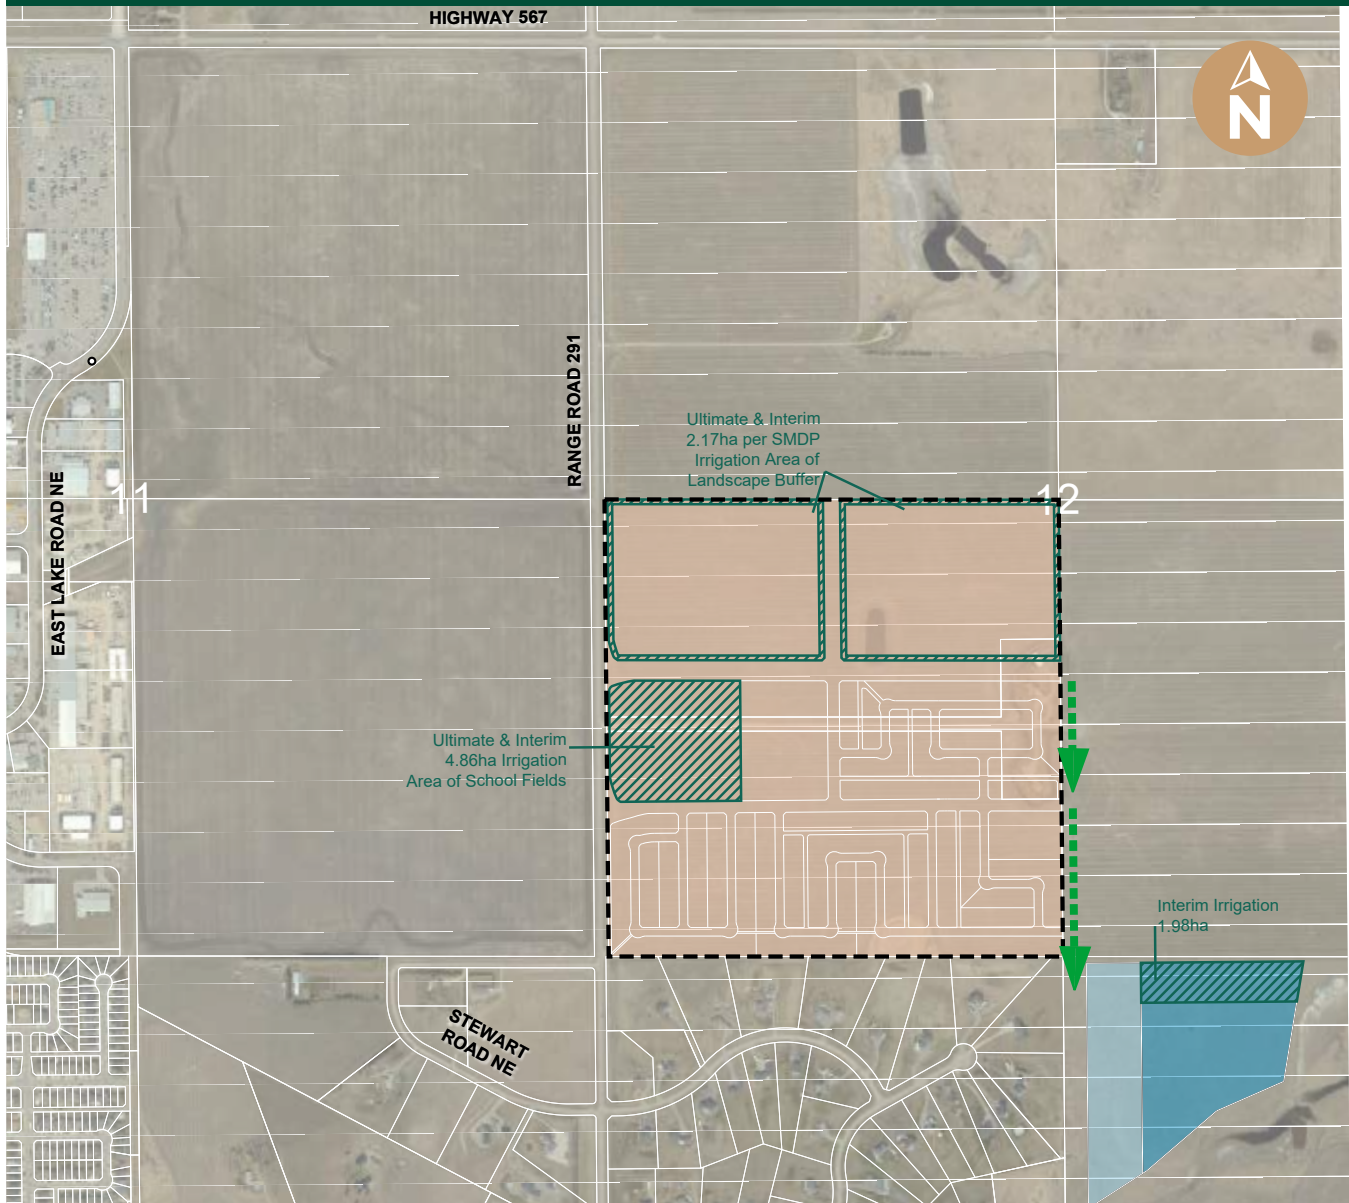 HIGHWAY 567
N
RANGE ROAD 291
Ultimate & Interim
2.17ha per SMDP
Irrigation Area of
Landscape Buffer
11
12
EAST LAKE ROAD NE
Ultimate & Interim
4.86ha Irrigation
Area of School Fields
Interim Irrigation
1.98ha
STEWART
ROAD NE